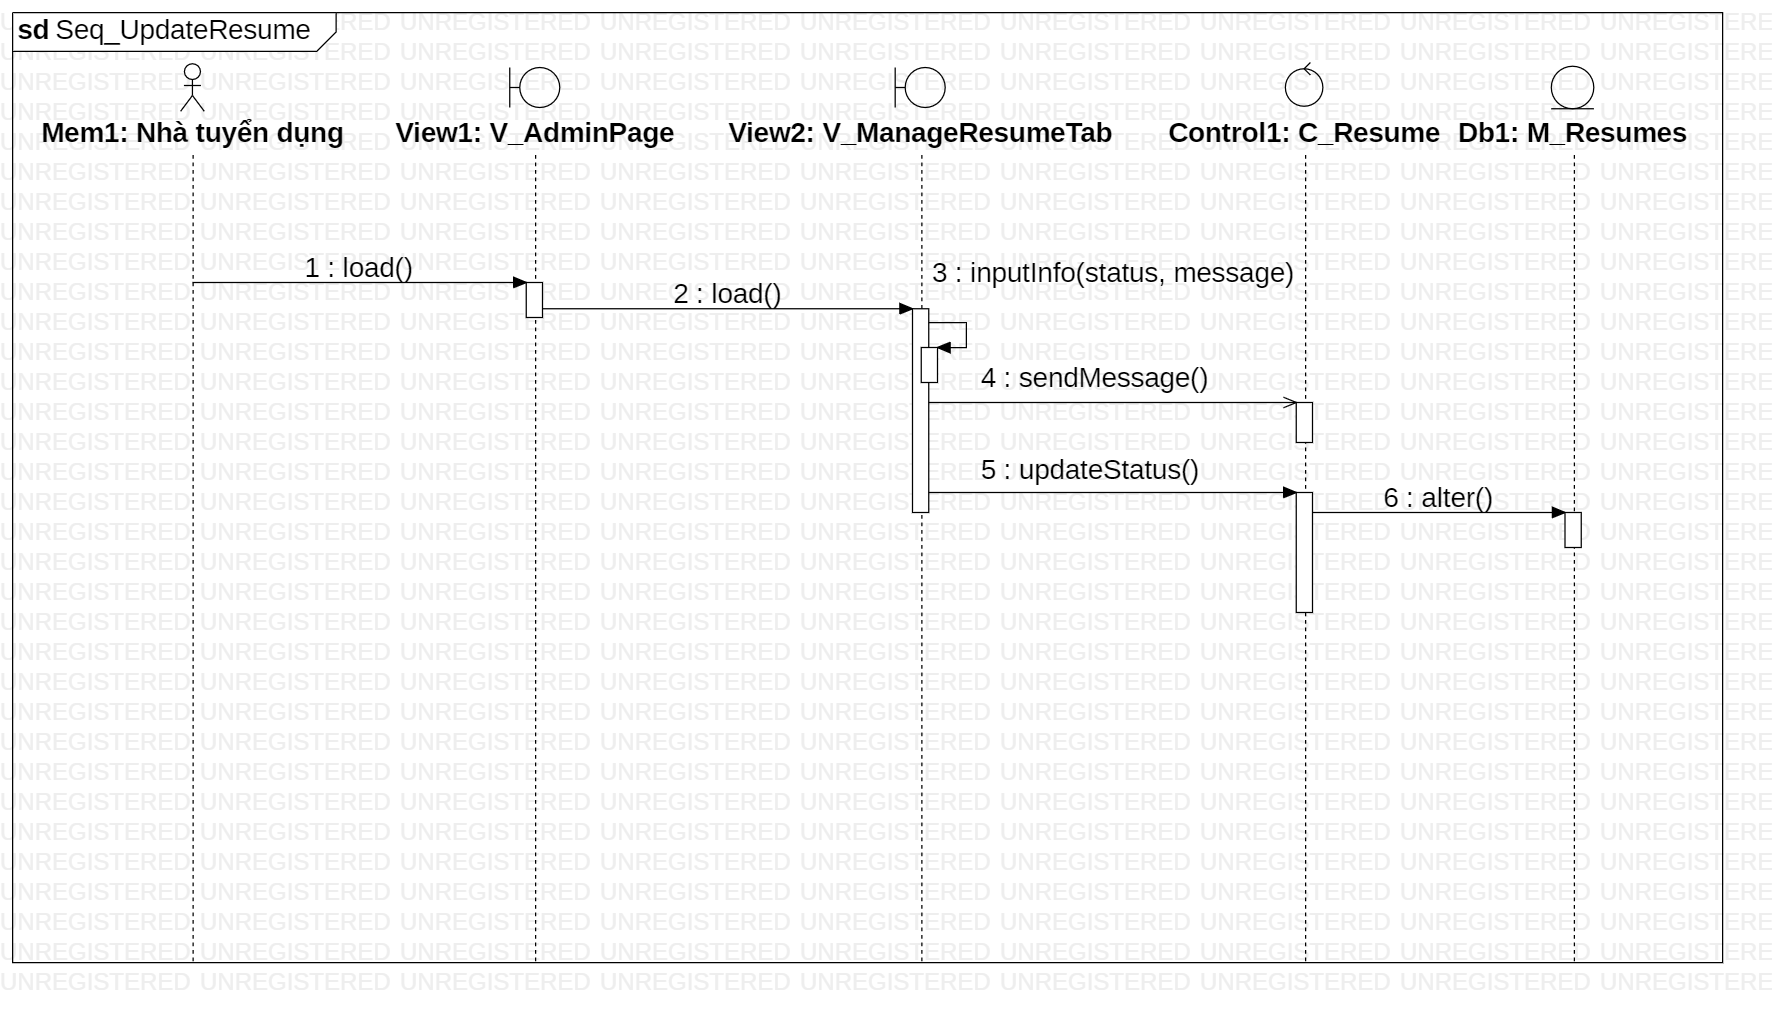 sd Seq_UpdateResume
Mem1: Nhà tuyển dụng
View1: V_AdminPage
View2: V_ManageResumeTab
Control1: C_Resume
Db1: M_Resumes
1 : load()
2 : load()
3 : inputInfo(status, message)
4 : sendMessage()
5 : updateStatus()
6 : alter()
UNREGISTERED